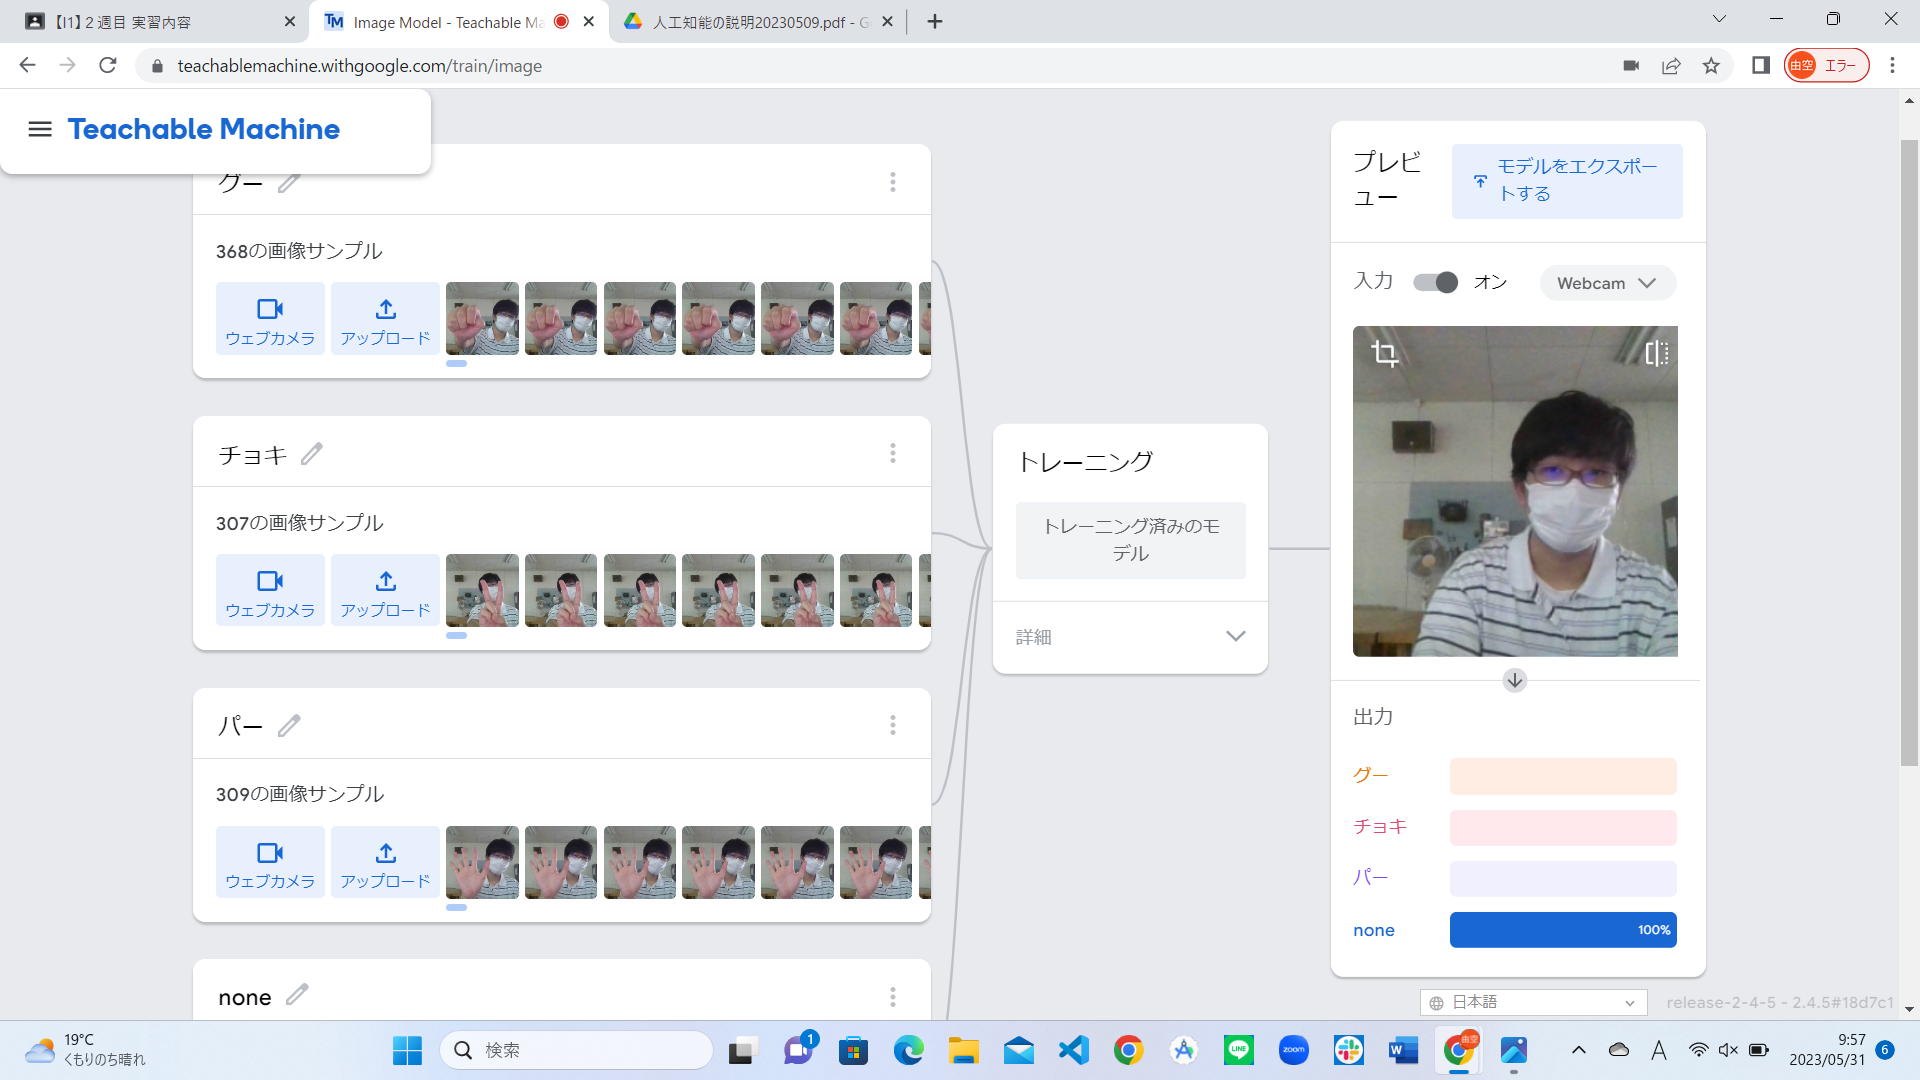 【I1】2 週目 実習内容
Image Model - Teachable Ma
人工知能の説明20230509.pdf - G
teachablemachine.withgoogle.com/train/image
由空 エラー
Teachable Machine
グー
368の画像サンプル
ウェブカメラ
アップロード
チョキ
307の画像サンプル
ウェブカメラ
アップロード
パー
309の画像サンプル
ウェブカメラ
アップロード
none
トレーニング
トレーニング済みのモ
デル
詳細
プレビ
ュー
モデルをエクスポー
トする
入力
オン
Webcam
出力
グー
チョキ
パー
none
100%
日本語
release-2-4-5 - 2.4.5#18d7c1
19°C
くもりのち晴れ
検索
1
LINE
zoom
W
由空
A
9:57
2023/05/31
6